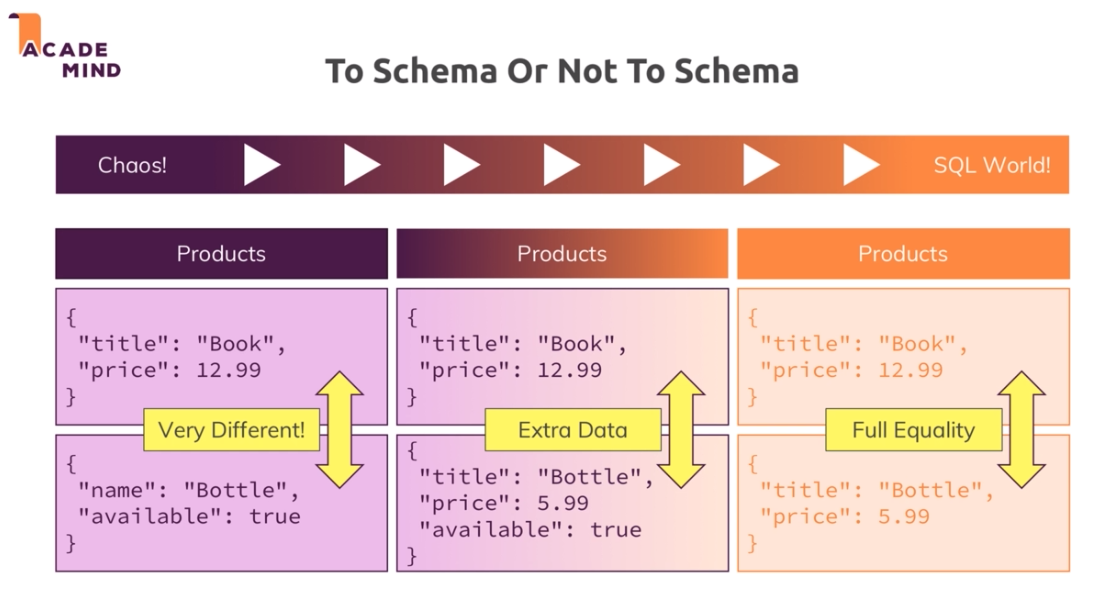 ACADE
MIND
To Schema Or Not To Schema
Chaos!
SQL World!
Products
{
"title": "Book",
"price": 12.99
}
Very Different!
{
"name": "Bottle",
"available": true
}
Products
{
"title": "Book",
"price": 12.99
}
Extra Data
{
"title": "Bottle",
"price": 5.99
"available": true
}
Products
{
"title": "Book",
"price": 12.99
}
Full Equality
{
"title": "Bottle",
"price": 5.99
}